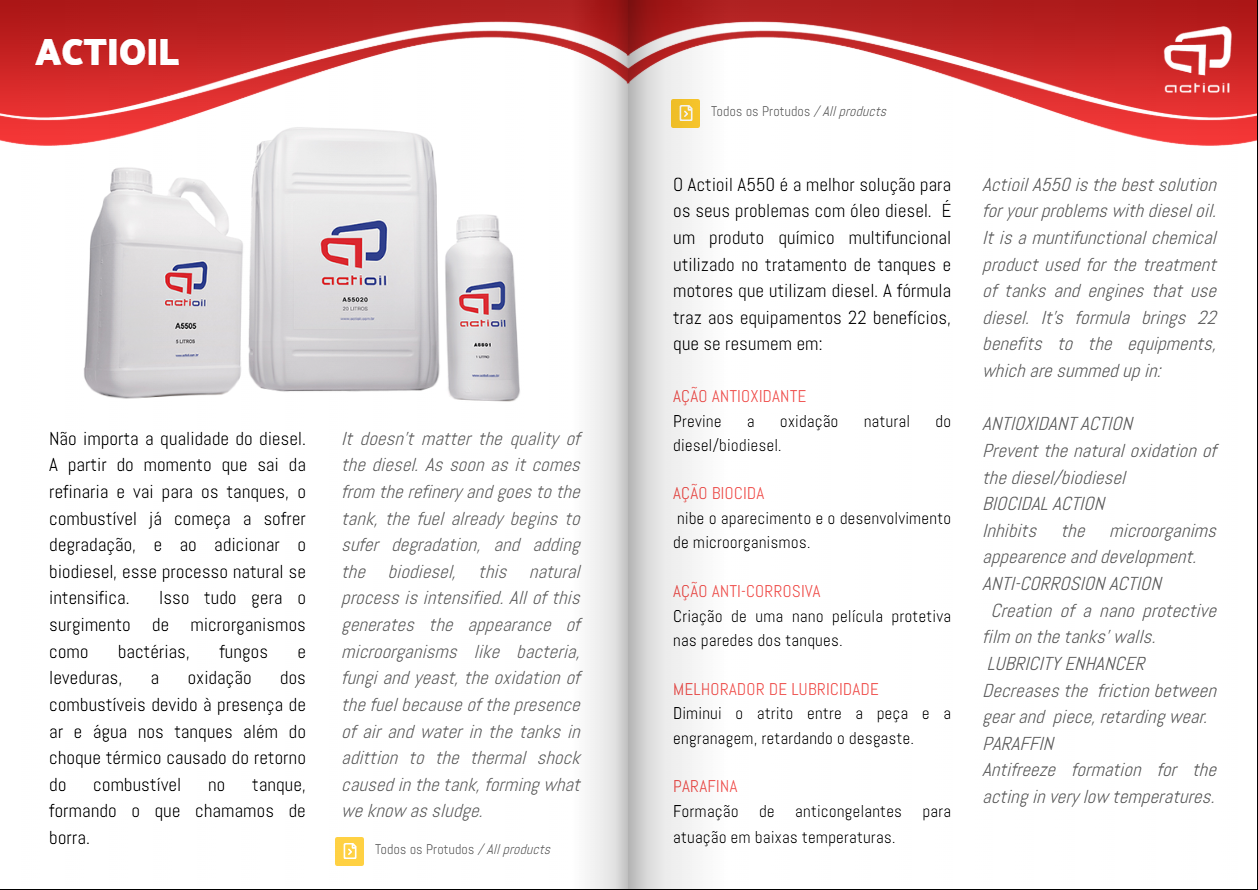 ACTIOIL
actioil
A5505
5 LITROS
actioil
A55020
20 LITROS
actioil
A5501
1 LITRO
Não importa a qualidade do diesel.
A partir do momento que sai da
refinaria e vai para os tanques, o
combustível já começa a sofrer
degradação, e ao adicionar o
biodiesel, esse processo natural se
intensifica. Isso tudo gera o
surgimento de microrganismos
como bactérias, fungos e
leveduras, a oxidação dos
combustíveis devido à presença de
ar e água nos tanques além do
choque térmico causado do retorno
do combustível no tanque,
formando o que chamamos de
borra.
It doesn't matter the quality of
the diesel. As soon as it comes
from the refinery and goes to the
tank, the fuel already begins to
sufer degradation, and adding
the biodiesel, this natural
process is intensified. All of this
generates the appearance of
microorganisms like bacteria,
fungi and yeast, the oxidation of
the fuel because of the presence
of air and water in the tanks in
adittion to the thermal shock
caused in the tank, forming what
we know as sludge.
Todos os Protudos / All products
actioil
Todos os Protudos / All products
O Actioil A550 é a melhor solução para
os seus problemas com óleo diesel. É
um produto químico multifuncional
utilizado no tratamento de tanques e
motores que utilizam diesel. A fórmula
traz aos equipamentos 22 benefícios,
que se resumem em:
AÇÃO ANTIOXIDANTE
Previne a oxidação natural do
diesel/biodiesel.
AÇÃO BIOCIDA
nibe o aparecimento e o desenvolvimento
de microorganismos.
AÇÃO ANTI-CORROSIVA
Criação de uma nano película protetiva
nas paredes dos tanques.
MELHORADOR DE LUBRICIDADE
Diminui o atrito entre a peça e a
engranagem, retardando o desgaste.
PARAFINA
Formação de anticongelantes para
atuação em baixas temperaturas.
Actioil A550 is the best solution
for your problems with diesel oil.
It is a muntifunctional chemical
product used for the treatment
of tanks and engines that use
diesel. It's formula brings 22
benefits to the equipments,
which are summed up in:
ANTIOXIDANT ACTION
Prevent the natural oxidation of
the diesel/biodiesel
BIOCIDAL ACTION
Inhibits the microorganims
appearence and development.
ANTI-CORROSION ACTION
Creation of a nano protective
film on the tanks' walls.
LUBRICITY ENHANCER
Decreases the friction between
gear and piece, retarding wear.
PARAFFIN
Antifreeze formation for the
acting in very low temperatures.